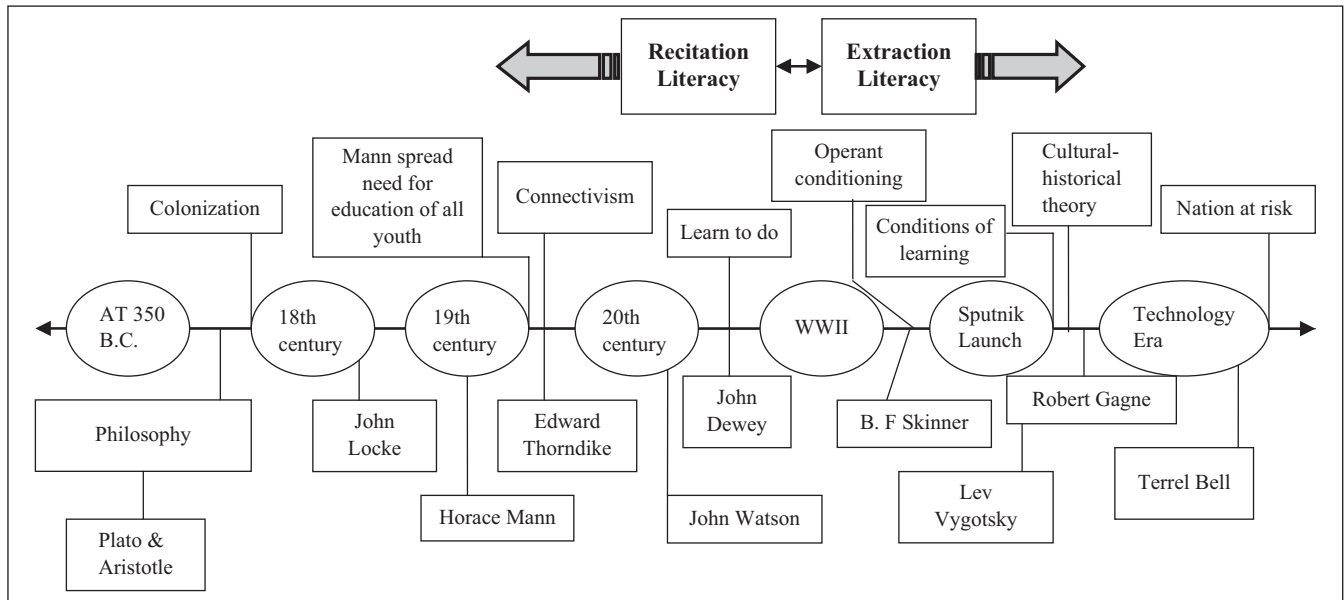 Recitation
Literacy
Extraction
Literacy
Mann spread
need for
education of all
youth
Operant
conditioning
Cultural-
historical
theory
Colonization
Connectivism
Learn to do
Conditions of
learning
Nation at risk
AT 350
B.C.
18th
century
19th
century
20th
century
WWII
Sputnik
Launch
Technology
Era
Philosophy
John
Locke
Edward
Thorndike
John
Dewey
B. F Skinner
Robert Gagne
Terrel Bell
Plato &
Aristotle
Horace Mann
John Watson
Lev
Vygotsky